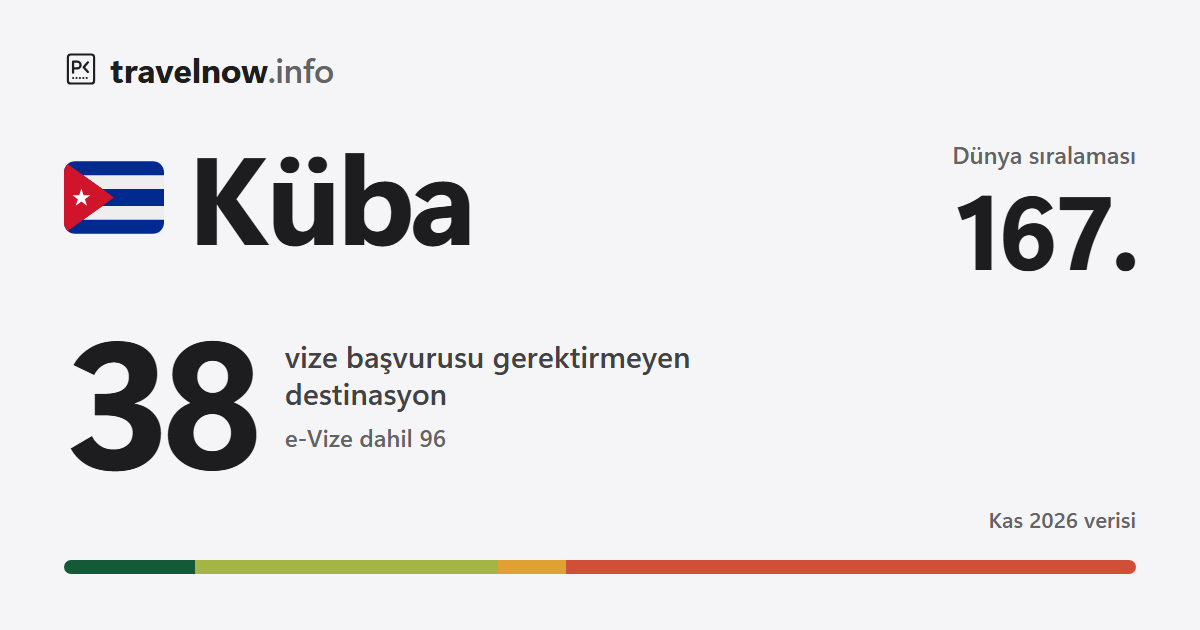 travelnow.info
Küba
Dünya sıralaması
167.
38
vize başvurusu gerektirmeyen
destinasyon
e-Vize dahil 96
Kas 2026 verisi